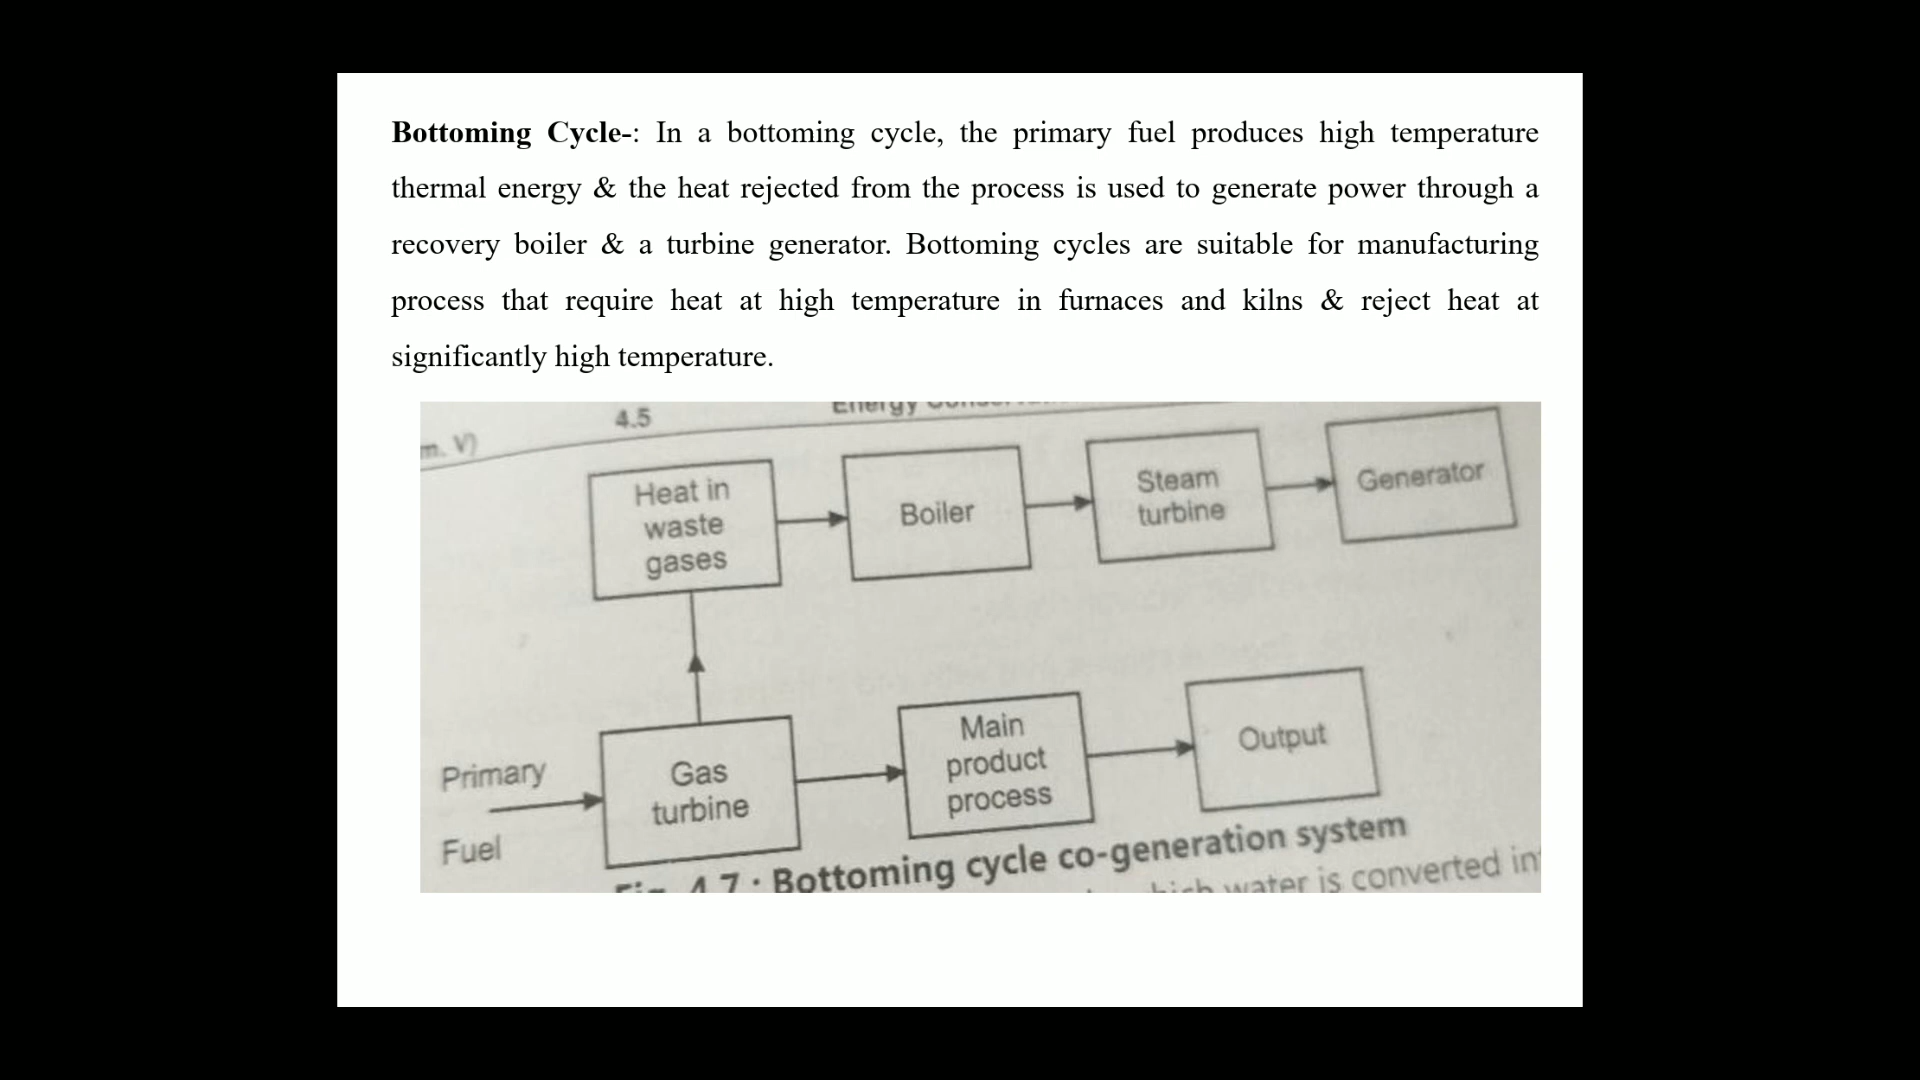 Bottoming Cycle-: In a bottoming cycle, the primary fuel produces high temperature
thermal energy & the heat rejected from the process is used to generate power through a
recovery boiler & a turbine generator. Bottoming cycles are suitable for manufacturing
process that require heat at high temperature in furnaces and kilns & reject heat at
significantly high temperature.
4.5
Energy
m. V)
Heat in
waste
gases
Boiler
Steam
turbine
Generator
Primary
Fuel
Gas
turbine
Main
product
process
Output
Fig. 4.7 : Bottoming cycle co-generation system
water is converted in